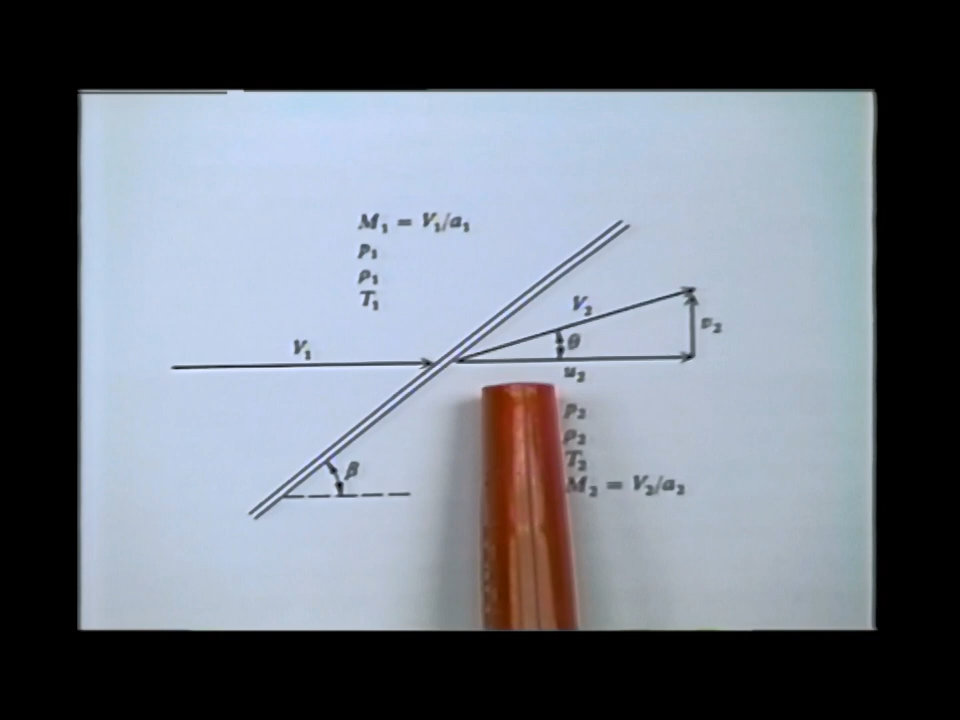 M₁ = V₁/a₁
p₁
ρ₁
T₁
V₁
V₂
θ
v₂
u₂
p₂
ρ₂
T₂
M₂ = V₂/a₂
β